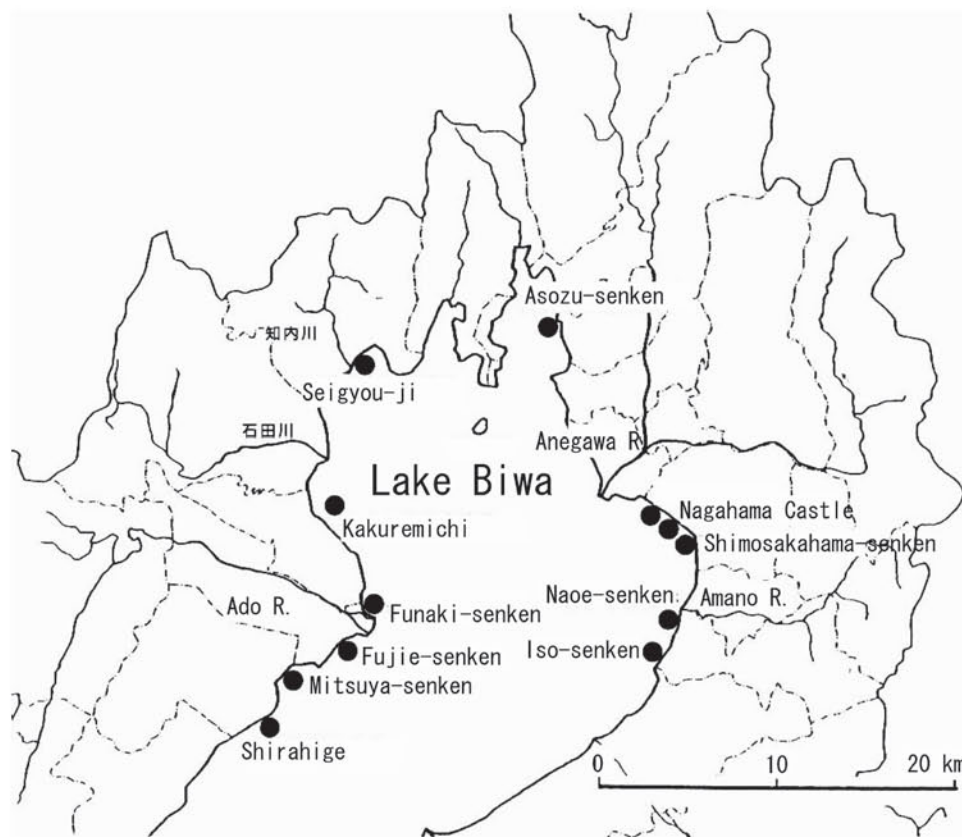 Asozu-senken
知内川
Seigyou-ji
石田川
Anegawa R
Lake Biwa
Nagahama Castle
Kakuremichi
Shimosakahama-senken
Naoe-senken
Amano R.
Ado R.
Funaki-senken
Iso-senken
Fujie-senken
Mitsuya-senken
Shirahige
0 10 20 km